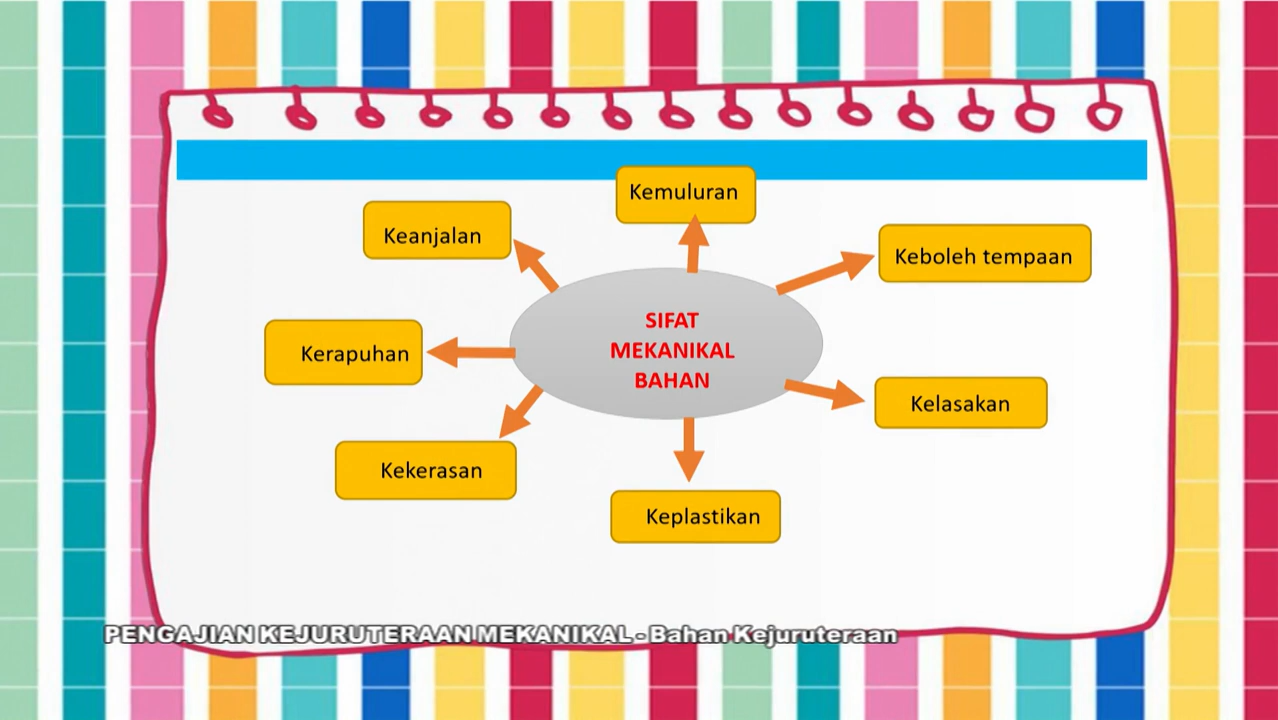 Kemuluran
Keanjalan
Keboleh tempaan
SIFAT
MEKANIKAL
BAHAN
Kerapuhan
Kelasakan
Kekerasan
Keplastikan
PENGAJIAN KEJURUTERAAN MEKANIKAL - Bahan Kejuruteraan